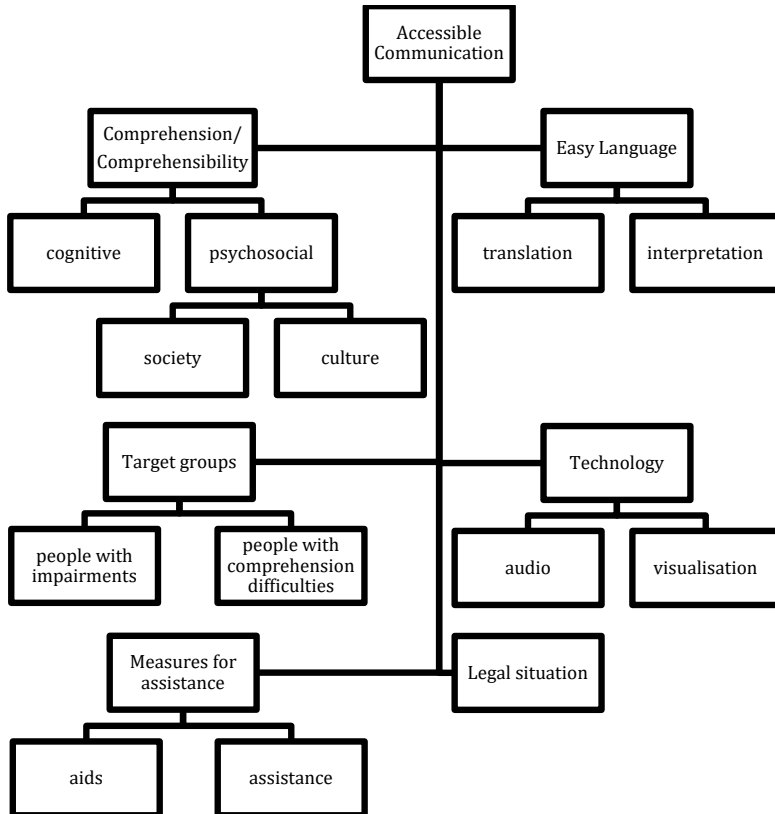 Accessible
Communication
Comprehension/
Comprehensibility
Easy Language
cognitive
psychosocial
translation
interpretation
society
culture
Target groups
Technology
people with
impairments
people with
comprehension
difficulties
audio
visualisation
Measures for
assistance
Legal situation
aids
assistance